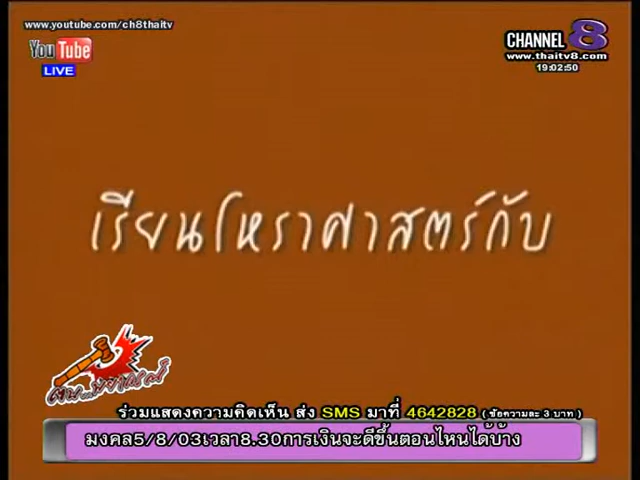 www.youtube.com/ch8thaitv
YouTube
LIVE
CHANNEL 8
www.thaitv8.com
19:02:50
เรียนโหราศาสตร์กับ
ร่วมแสดงความคิดเห็น ส่ง SMS มาที่ 4642828 ( ข้อความละ 3 บาท )
มงคล5/8/03เวลา8.30การเงินจะดีขึ้นตอนไหนได้บ้าง